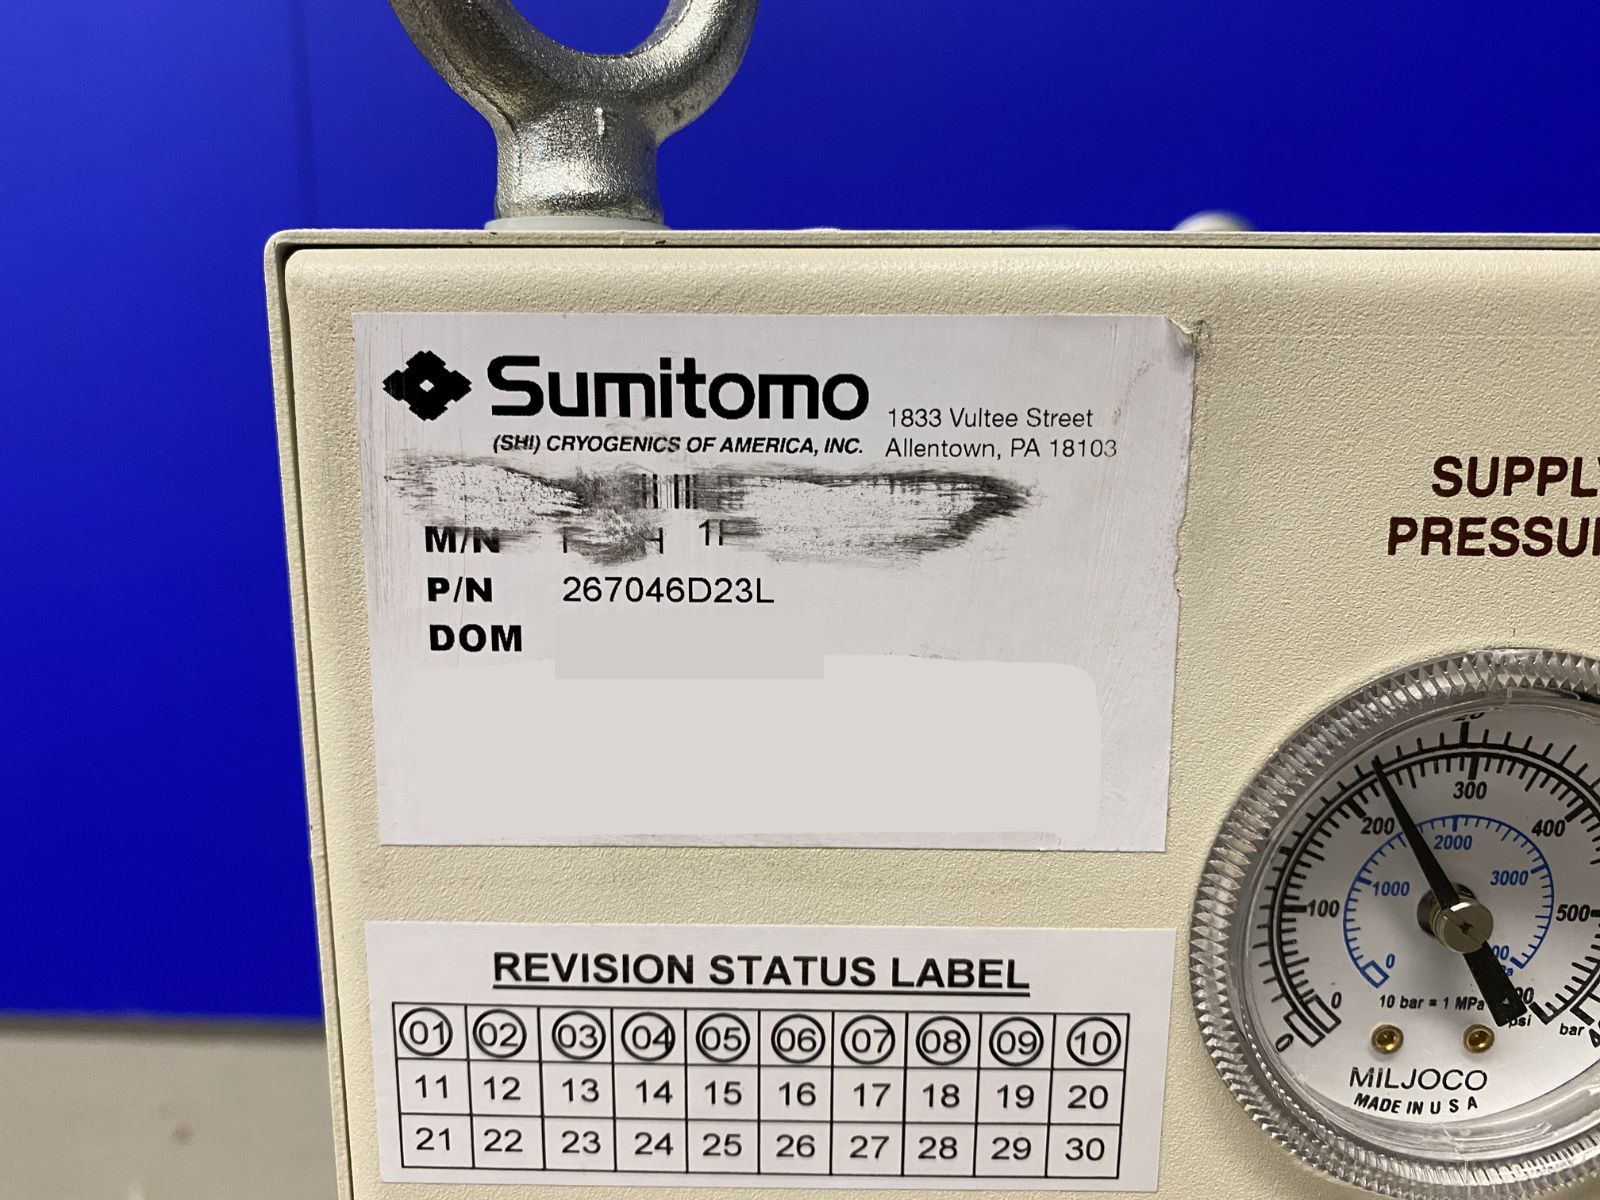 Sumitomo
(SHI) CRYOGENICS OF AMERICA, INC.
1833 Vultee Street
Allentown, PA 18103
M/N
P/N 267046D23L
DOM
SUPPLY
PRESSU
REVISION STATUS LABEL
01 02 03 04 05 06 07 08 09 10
11 12 13 14 15 16 17 18 19 20
21 22 23 24 25 26 27 28 29 30
20
300
200
400
2000
1000
3000
100
500
0
0
0
10 bar = 1 MPa
psi
bar
MILJOCO
MADE IN U S A